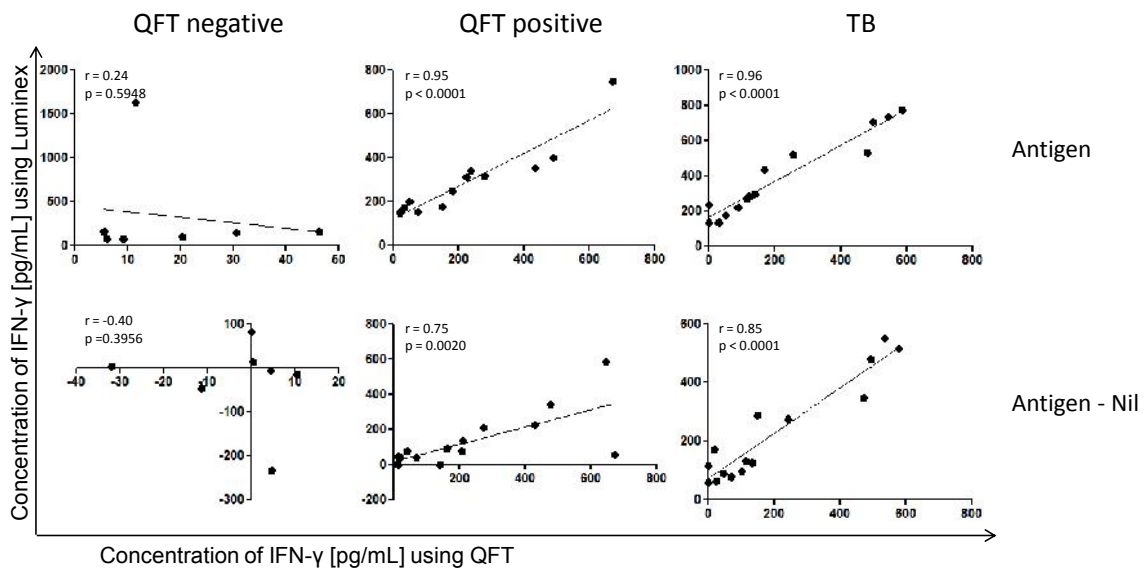 QFT negative
QFT positive
TB
Concentration of IFN-γ [pg/mL] using Luminex
r = 0.24
p = 0.5948
2000
1500
1000
500
0
0 10 20 30 40 50 60
r = 0.95
p < 0.0001
800
600
400
200
0
0 200 400 600 800
r = 0.96
p < 0.0001
1000
800
600
400
200
0
0 200 400 600 800
Antigen
r = -0.40
p =0.3956
100
-40 -30 -20 -10 10 20
-100
-200
-300
r = 0.75
p = 0.0020
800
600
400
200
0
-200
200 400 600 800
r = 0.85
p < 0.0001
600
400
200
0
0 200 400 600 800
Antigen - Nil
Concentration of IFN-γ [pg/mL] using QFT